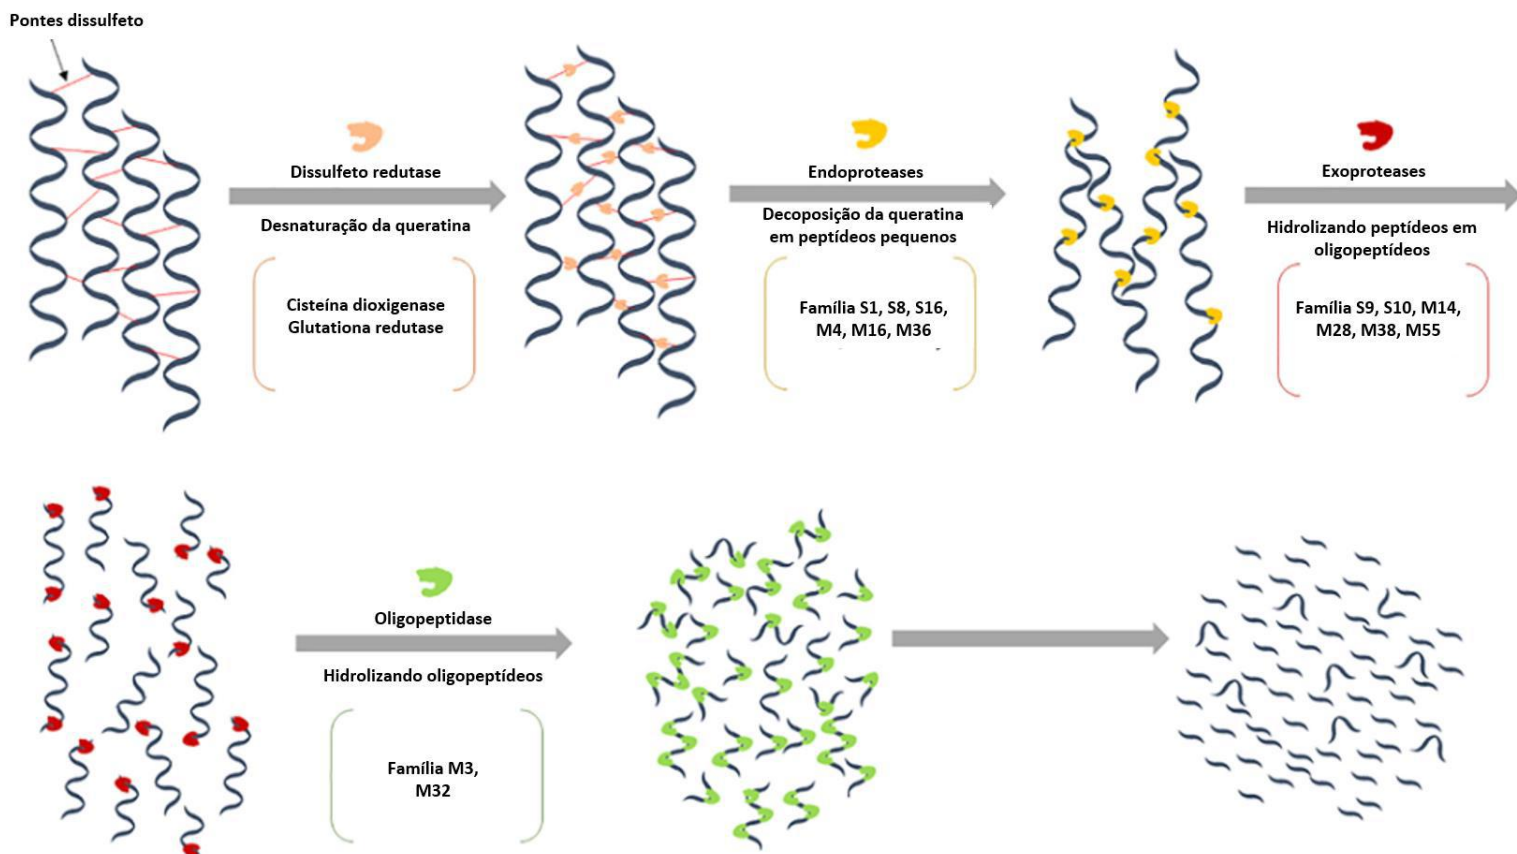 Pontes dissulfeto
Dissulfeto redutase
Desnaturação da queratina
Cisteína dioxigenase
Glutationa redutase
Endoproteases
Decoposição da queratina
em peptídeos pequenos
Família S1, S8, S16,
M4, M16, M36
Exoproteases
Hidrolizando peptídeos em
oligopeptídeos
Família S9, S10, M14,
M28, M38, M55
Oligopeptidase
Hidrolizando oligopeptídeos
Família M3,
M32